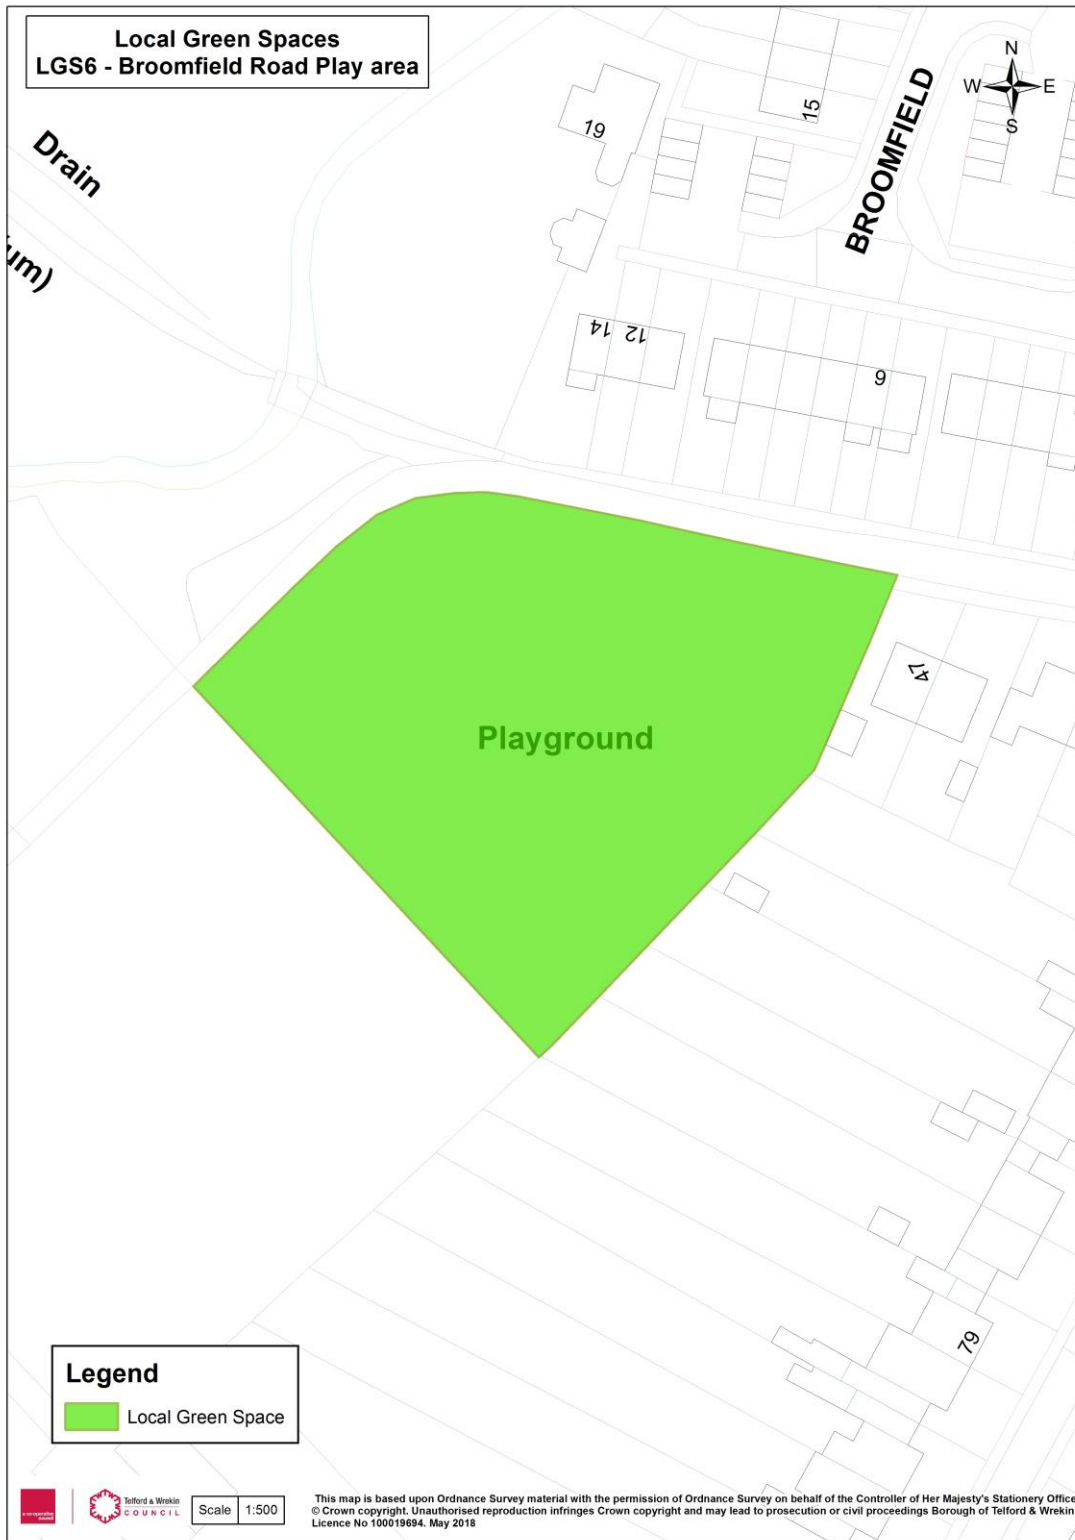 Local Green Spaces
LGS6 - Broomfield Road Play area
N
W E
S
15
19
BROOMFIELD
Drain
um)
14 12
9
47
Playground
79
Legend
Local Green Space
a co-operative council
Telford & Wrekin
COUNCIL
Scale 1:500
This map is based upon Ordnance Survey material with the permission of Ordnance Survey on behalf of the Controller of Her Majesty's Stationery Office
© Crown copyright. Unauthorised reproduction infringes Crown copyright and may lead to prosecution or civil proceedings Borough of Telford & Wrekin
Licence No 100019694. May 2018